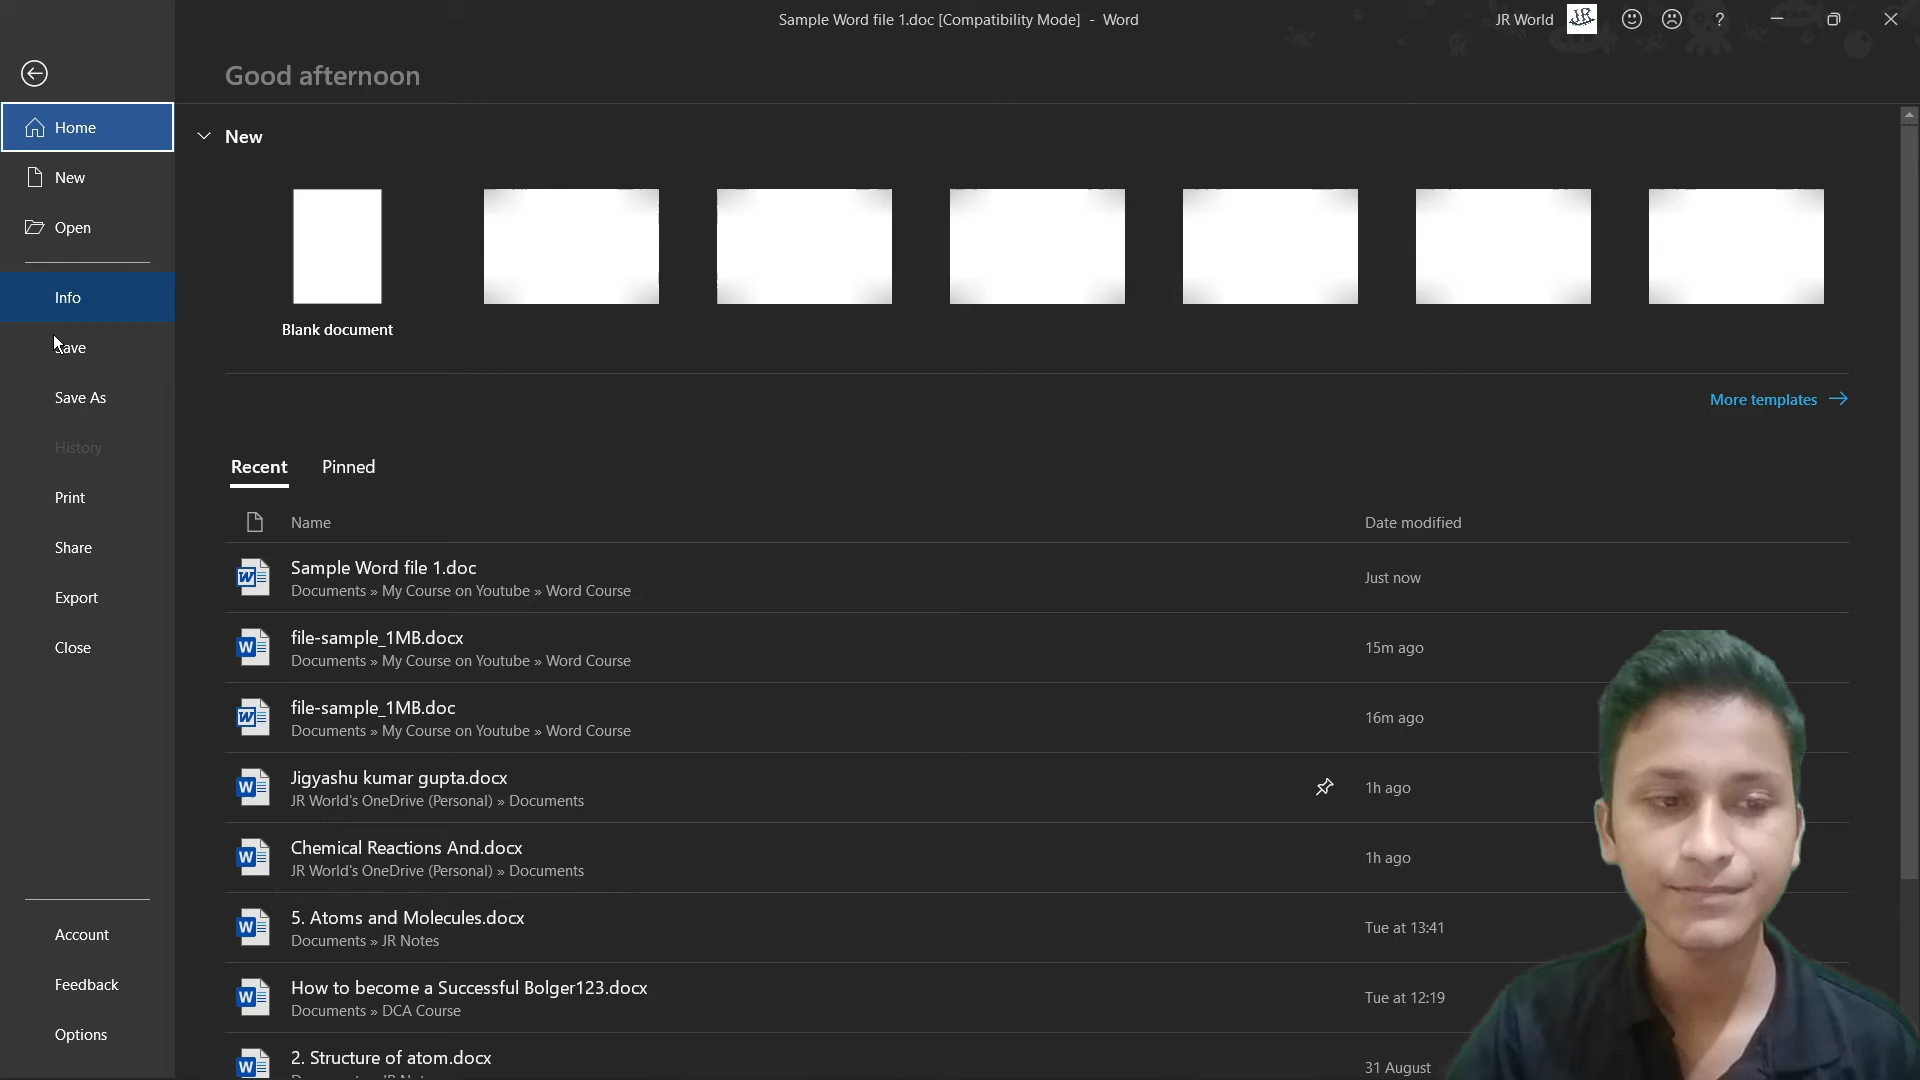 Sample Word file 1.doc [Compatibility Mode] - Word
JR World
JR
?
Good afternoon
Home
New
Open
Info
Save
Save As
History
Print
Share
Export
Close
Account
Feedback
Options
New
Blank document
More templates
Recent Pinned
Name Date modified
Sample Word file 1.doc
Documents » My Course on Youtube » Word Course
Just now
file-sample_1MB.docx
Documents » My Course on Youtube » Word Course
15m ago
file-sample_1MB.doc
Documents » My Course on Youtube » Word Course
16m ago
Jigyashu kumar gupta.docx
JR World's OneDrive (Personal) » Documents
1h ago
Chemical Reactions And.docx
JR World's OneDrive (Personal) » Documents
1h ago
5. Atoms and Molecules.docx
Documents » JR Notes
Tue at 13:41
How to become a Successful Bolger123.docx
Documents » DCA Course
Tue at 12:19
2. Structure of atom.docx
31 August